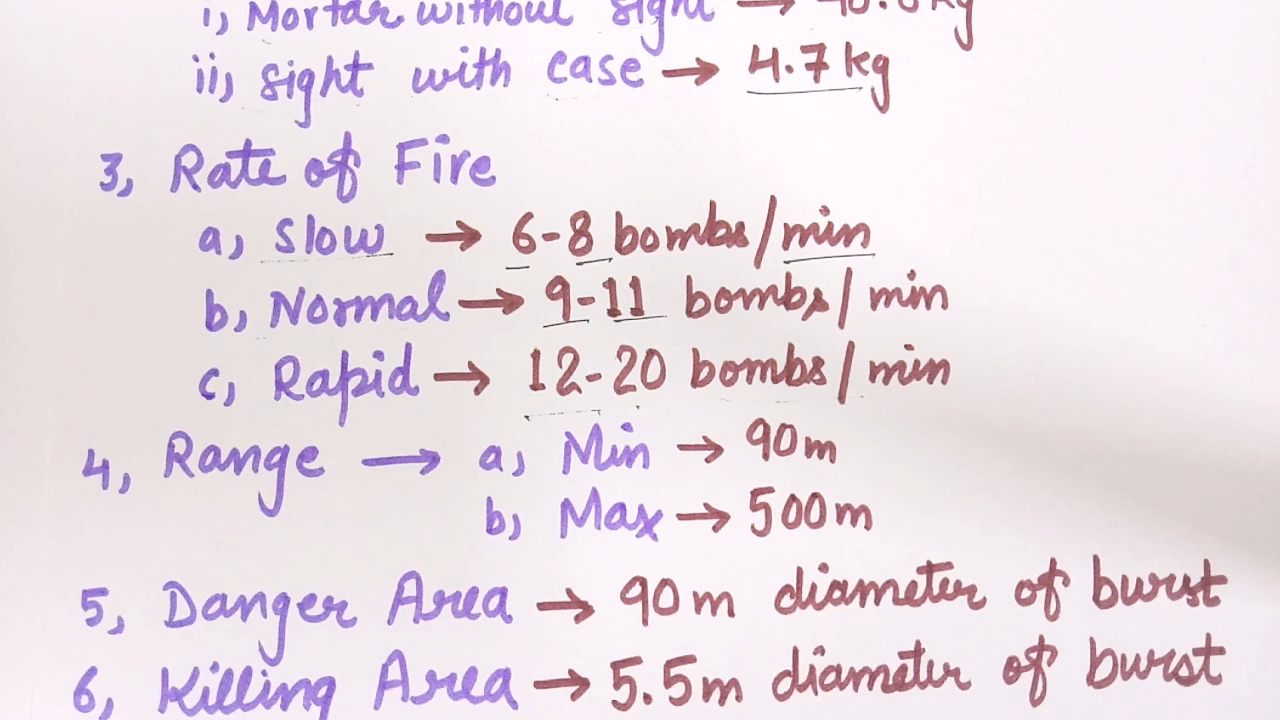 i, Mortar without sight →
ii, Sight with case → 4.7 kg
3, Rate of Fire
a, Slow → 6-8 bombs/min
b, Normal → 9-11 bombs/min
c, Rapid → 12-20 bombs/min
4, Range → a, Min → 90m
b, Max → 500m
5, Danger Area → 90m diameter of burst
6, Killing Area → 5.5m diameter of burst